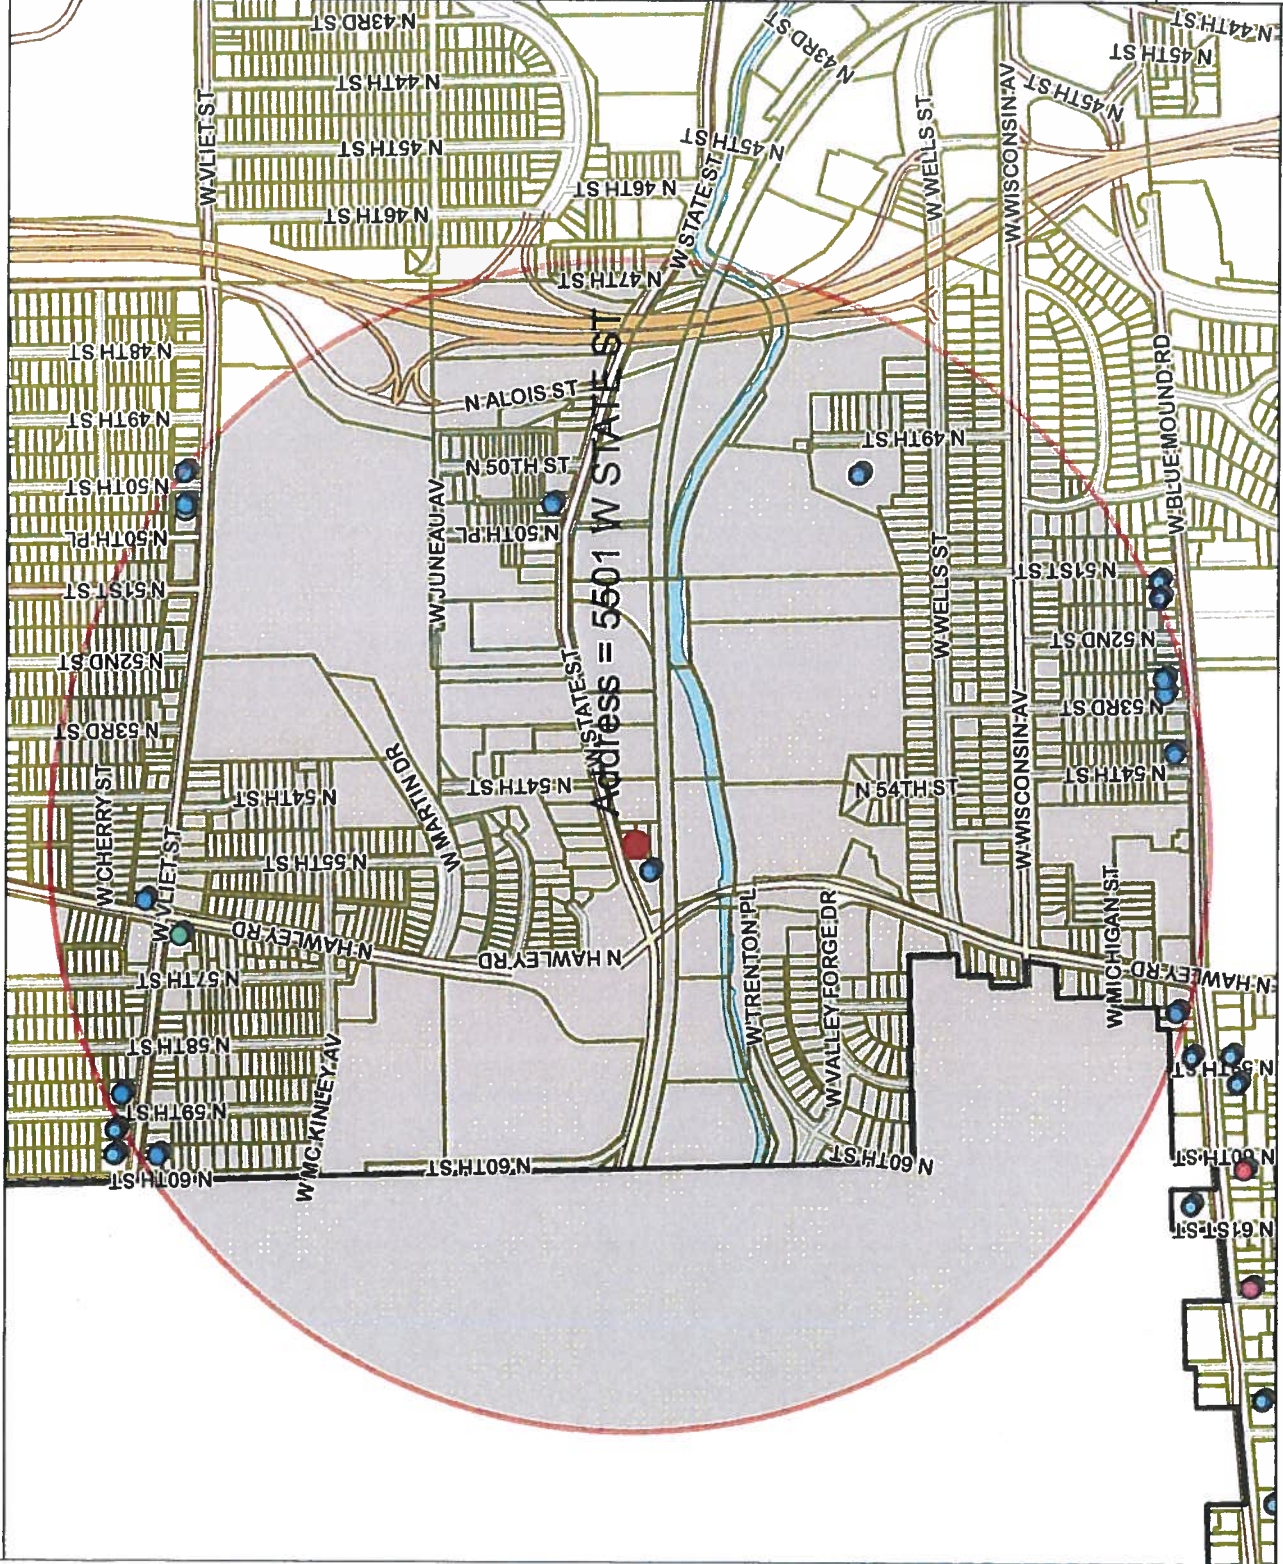 N 43RD ST
N 43RD ST
N 44TH ST
N 45TH ST
N 44TH ST
W VLIET ST
N 45TH ST
N 45TH ST
N 45TH ST
W WELLS ST
W WISCONSIN AV
N 46TH ST
N 46TH ST
W STATE ST
N 47TH ST
N 48TH ST
N 49TH ST
N ALOIS ST
N 49TH ST
W BLUE MOUND RD
N 50TH ST
N 50TH ST
N 50TH PL
N 50TH PL
W JUNEAU AV
Address = 5501 W STATE ST
N 51ST ST
N 51ST ST
W WELLS ST
N 52ND ST
N 52ND ST
W STATE ST
N 53RD ST
N 53RD ST
N 54TH ST
N 54TH ST
N 54TH ST
N 54TH ST
W MARTIN DR
W CHERRY ST
W VLIET ST
N 55TH ST
W WISCONSIN AV
N HAWLEY RD
N HAWLEY RD
W TRENTON PL
W VALLEY FORGE DR
W MICHIGAN ST
N HAWLEY RD
N 57TH ST
N 58TH ST
N 59TH ST
W MC KINLEY AV
N 59TH ST
N 60TH ST
N 60TH ST
N 60TH ST
N 60TH ST
N 61ST ST